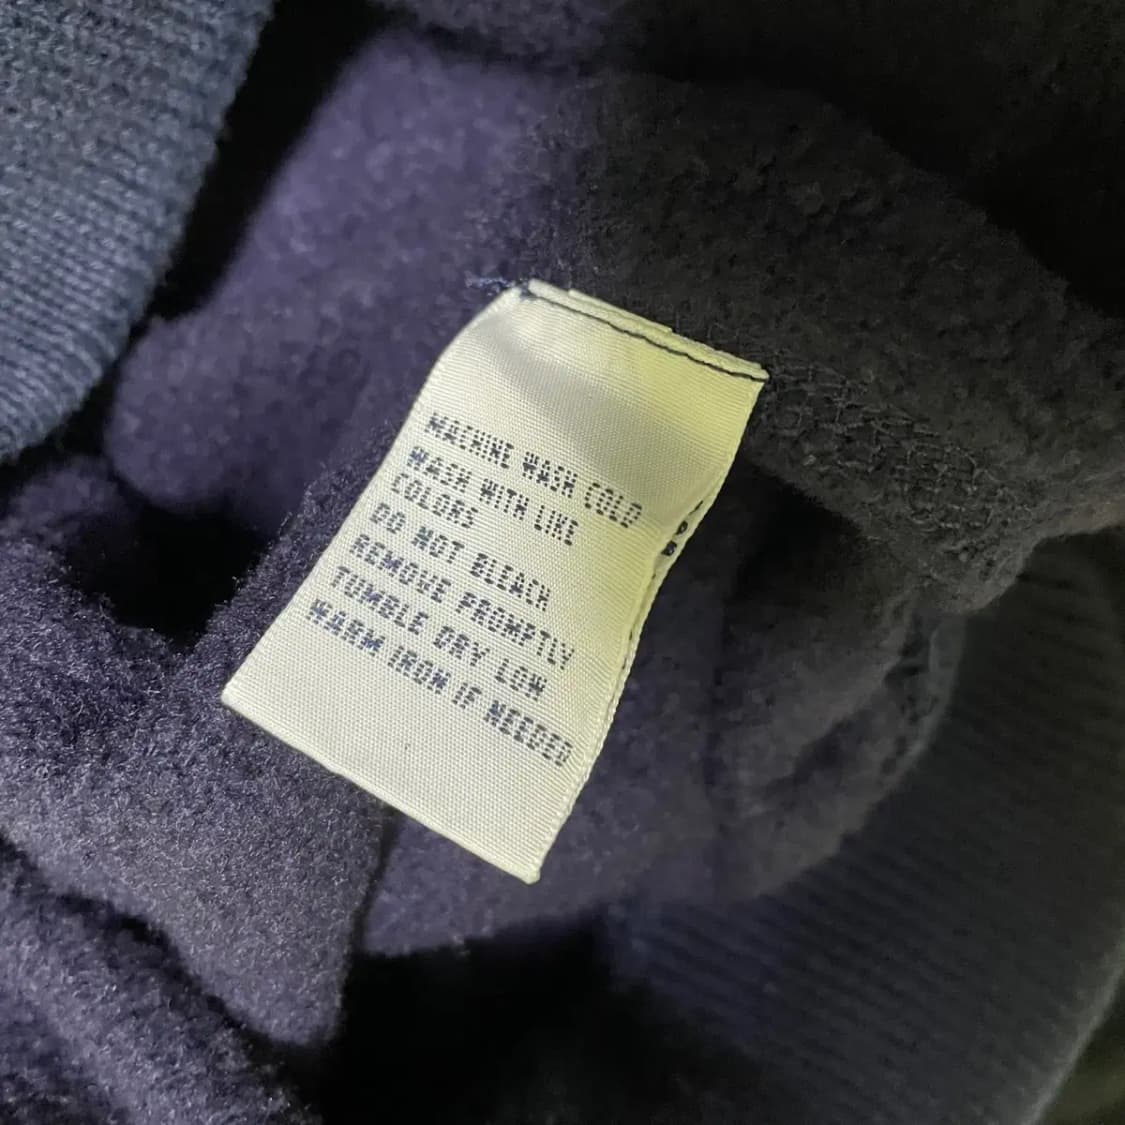 MACHINE WASH COLD
WASH WITH LIKE
COLORS
DO NOT BLEACH
REMOVE PROMPTLY
TUMBLE DRY LOW
WARM IRON IF NEEDED